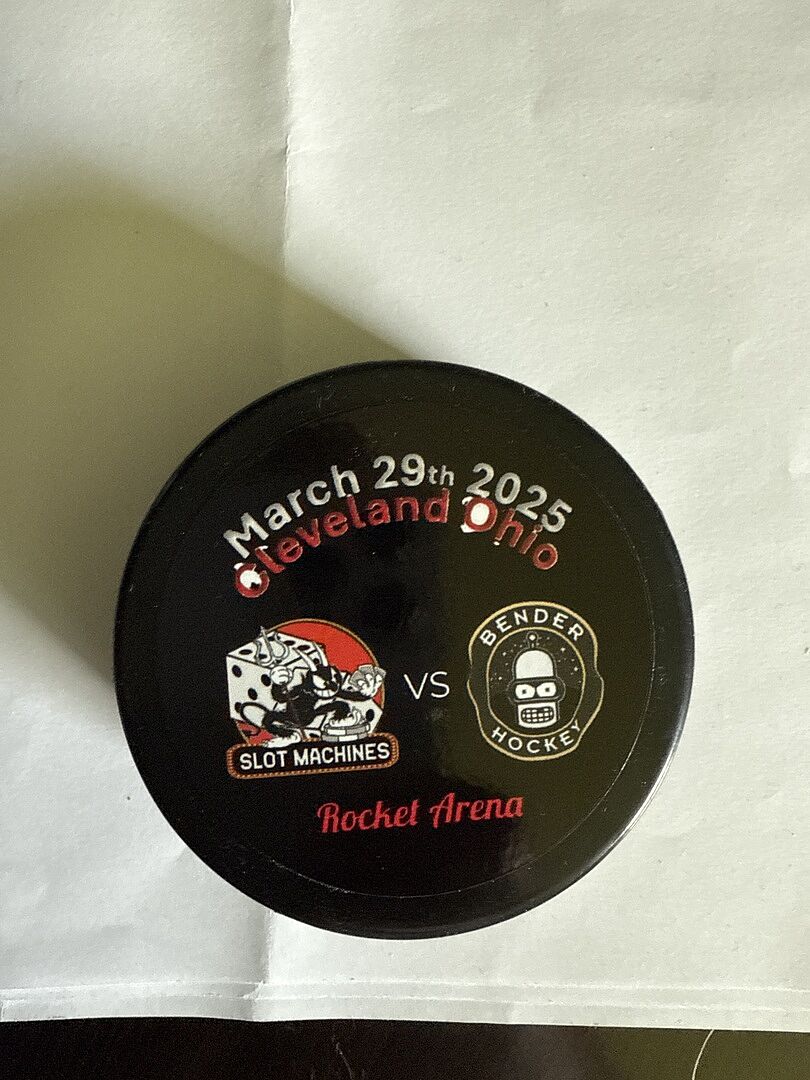 March 29th 2025
Cleveland Ohio
SLOT MACHINES
VS
BENDER
HOCKEY
Rocket Arena